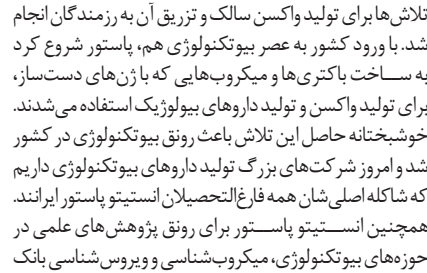 تلاش‌ها برای تولید واکسن سالک و تزریق آن به رزمندگان انجام
شد. با ورود کشور به عصر بیوتکنولوژی هم، پاستور شروع کرد
به ساخت باکتری‌ها و میکروب‌هایی که با ژن‌های دست‌ساز،
برای تولید واکسن و تولید داروهای بیولوژیک استفاده می‌شدند.
خوشبختانه حاصل این تلاش باعث رونق بیوتکنولوژی در کشور
شد و امروز شرکت‌های بزرگ تولید داروهای بیوتکنولوژی داریم
که شاکله اصلی‌شان همه فارغ‌التحصیلان انستیتو پاستور ایرانند.
همچنین انستیتو پاستور برای رونق پژوهش‌های علمی در
حوزه‌های بیوتکنولوژی، میکروب‌شناسی و ویروس‌شناسی بانک